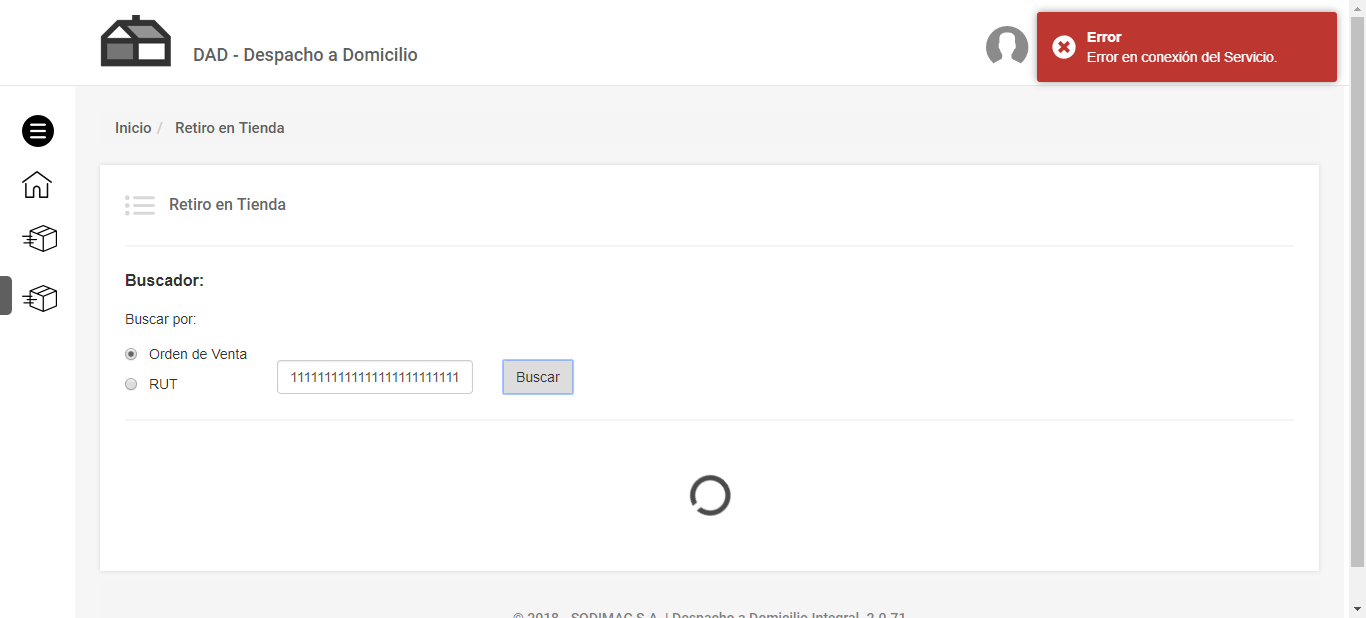 DAD - Despacho a Domicilio
Error
Error en conexión del Servicio.
Inicio / Retiro en Tienda
Retiro en Tienda
Buscador:
Buscar por:
Orden de Venta
RUT
Buscar
© 2018 - SODIMAC S.A. | Despacho a Domicilio Integral. 2.0.71